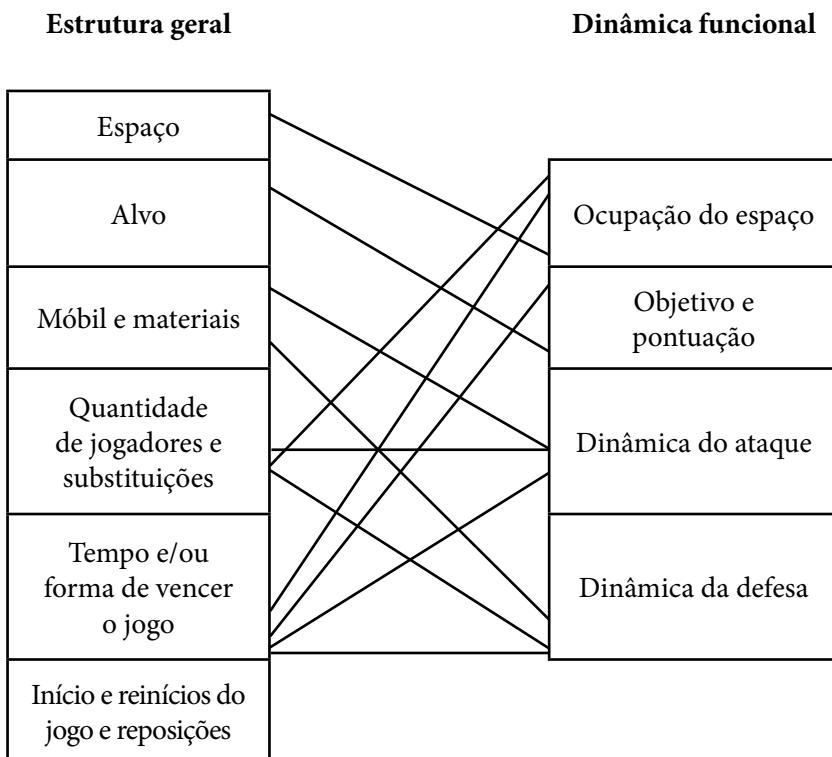 Estrutura geral
Dinâmica funcional
Espaço
Alvo
Móbil e materiais
Quantidade
de jogadores e
substituições
Tempo e/ou
forma de vencer
o jogo
Início e reinícios do
jogo e reposições
Ocupação do espaço
Objetivo e
pontuação
Dinâmica do ataque
Dinâmica da defesa